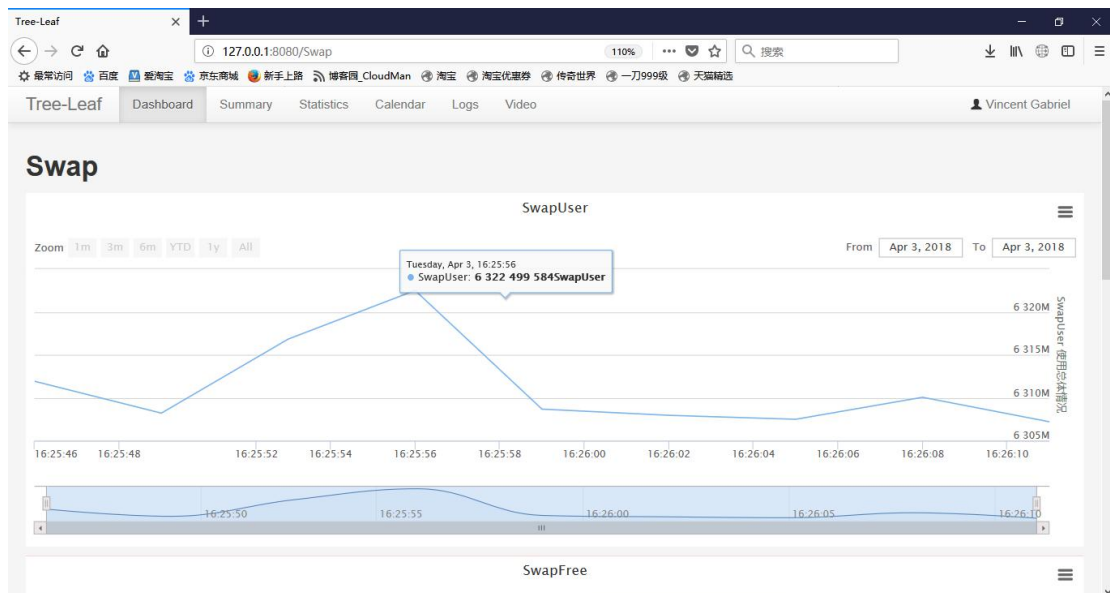 Tree-Leaf
127.0.0.1:8080/Swap 110% 搜索
最常访问 百度 爱淘宝 京东商城 新手上路 博客园_CloudMan 淘宝 淘宝优惠券 传奇世界 一刀999级 天猫精选
Tree-Leaf Dashboard Summary Statistics Calendar Logs Video Vincent Gabriel
Swap
SwapUser
Zoom 1m 3m 6m YTD 1y All From Apr 3, 2018 To Apr 3, 2018
Tuesday, Apr 3, 16:25:56
SwapUser: 6 322 499 584SwapUser
6 320M
6 315M
6 310M
6 305M
SwapUser 使用总体情况
16:25:46 16:25:48 16:25:52 16:25:54 16:25:56 16:25:58 16:26:00 16:26:02 16:26:04 16:26:06 16:26:08 16:26:10
16:25:50 16:25:55 16:26:00 16:26:05 16:26:10
SwapFree